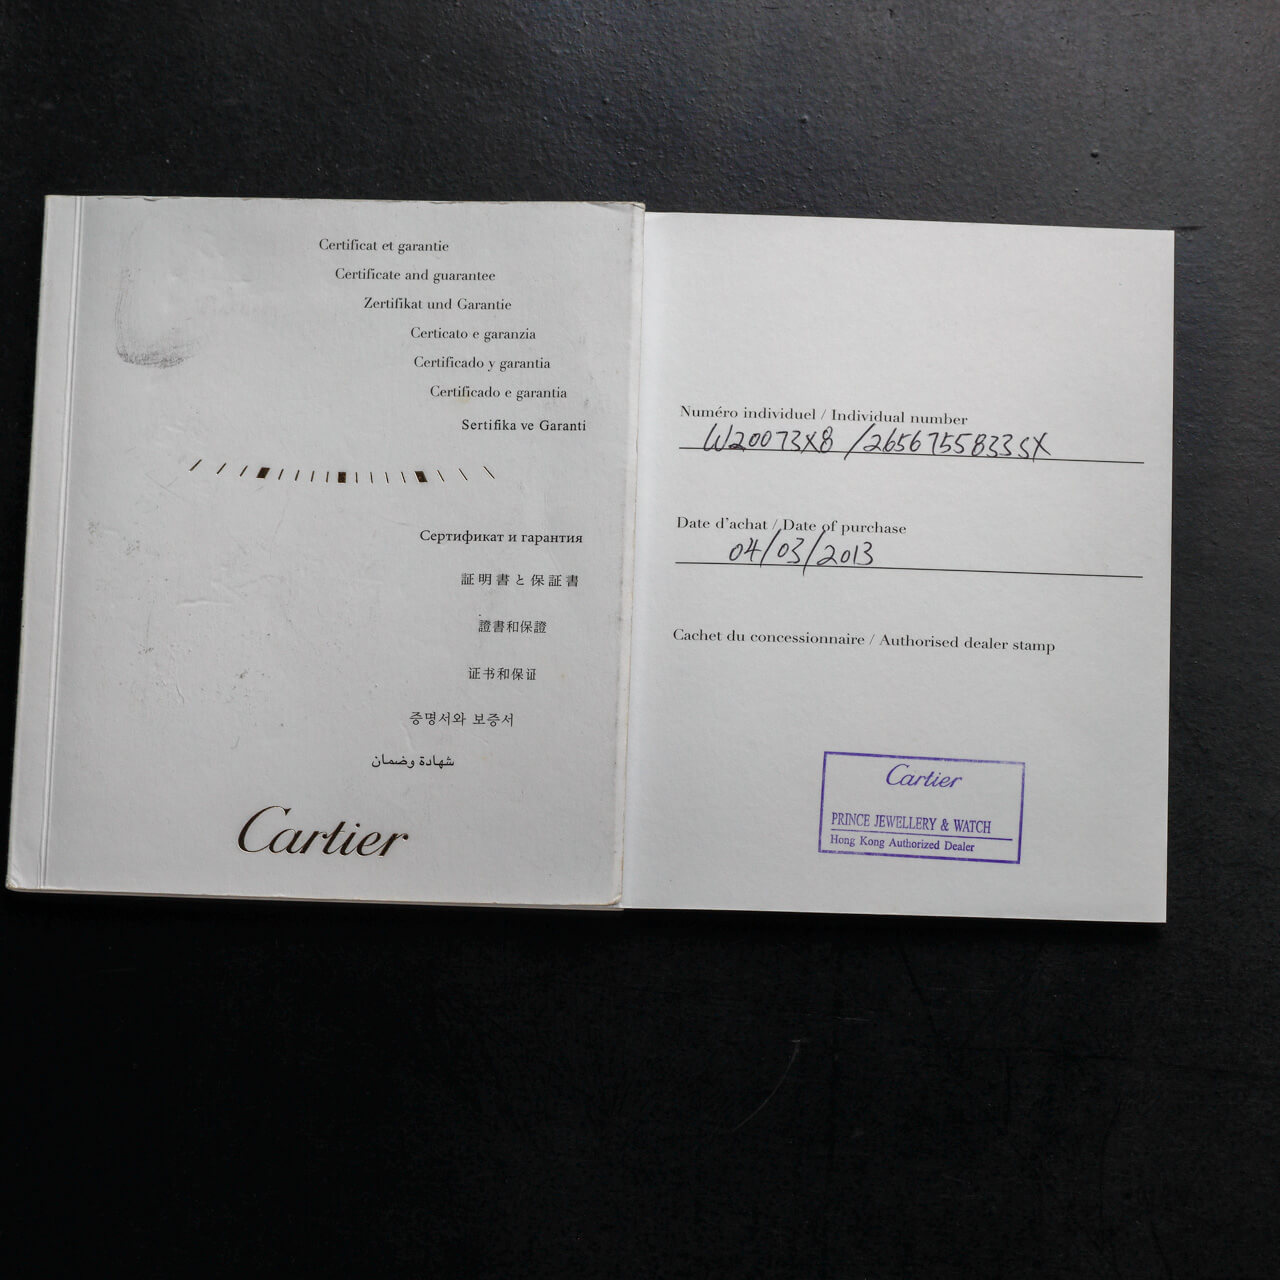 Certificat et garantie
Certificate and guarantee
Zertifikat und Garantie
Certicato e garanzia
Certificado y garantia
Certificado e garantia
Sertifika ve Garanti
Сертификат и гарантия
証明書と保証書
證書和保證
证书和保证
증명서와 보증서
شهادة وضمان
Cartier
Numéro individuel / Individual number
W20073X8 / 2656755833SX
Date d'achat / Date of purchase
04/03/2013
Cachet du concessionnaire / Authorised dealer stamp
Cartier
PRINCE JEWELLERY & WATCH
Hong Kong Authorized Dealer